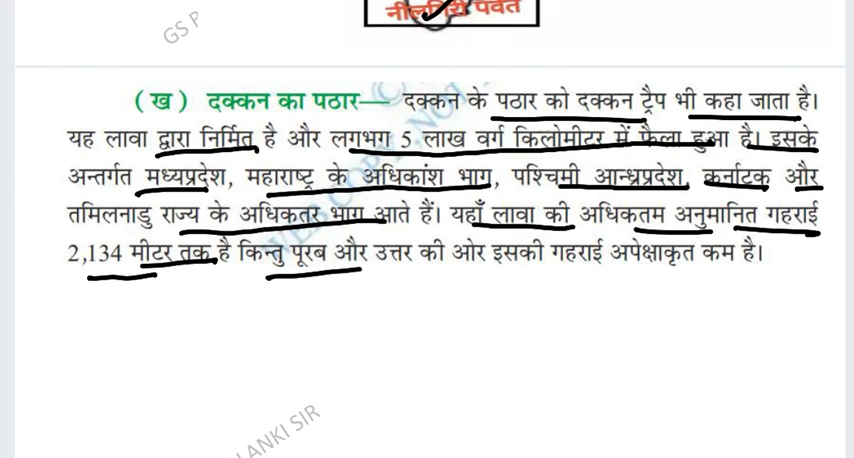 नीलगिरी पर्वत
GS P
(ख) दक्कन का पठार— दक्कन के पठार को दक्कन ट्रैप भी कहा जाता है।
यह लावा द्वारा निर्मित है और लगभग 5 लाख वर्ग किलोमीटर में फैला हुआ है। इसके
अन्तर्गत मध्यप्रदेश, महाराष्ट्र के अधिकांश भाग, पश्चिमी आन्ध्रप्रदेश, कर्नाटक और
तमिलनाडु राज्य के अधिकतर भाग आते हैं। यहाँ लावा की अधिकतम अनुमानित गहराई
2,134 मीटर तक है किन्तु पूरब और उत्तर की ओर इसकी गहराई अपेक्षाकृत कम है।
LANKI SIR